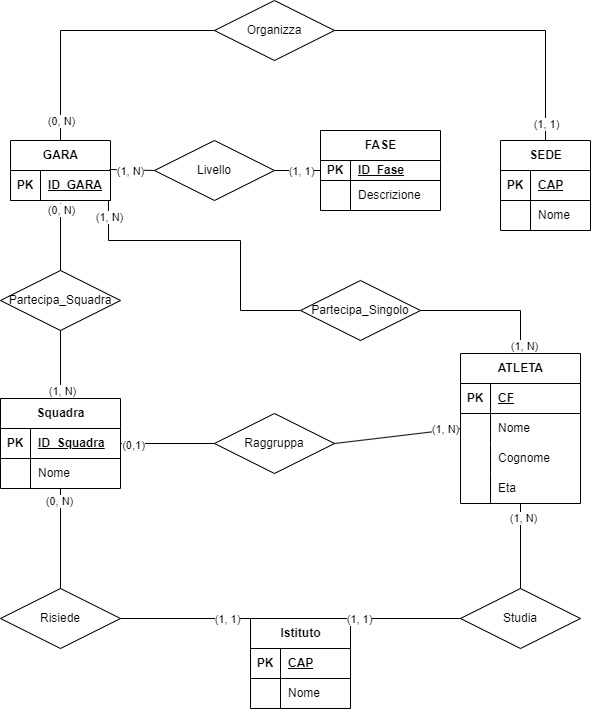 Organizza
(0, N)
(1, 1)
GARA
PK ID_GARA
(1, N)
Livello
(1, 1)
FASE
PK ID_Fase
Descrizione
SEDE
PK CAP
Nome
(0, N)
(1, N)
Partecipa_Squadra
Partecipa_Singolo
(1, N)
(1, N)
Squadra
PK ID_Squadra
Nome
(0,1)
Raggruppa
(1, N)
ATLETA
PK CF
Nome
Cognome
Eta
(0, N)
(1, N)
Risiede
(1, 1)
(1, 1)
Studia
Istituto
PK CAP
Nome